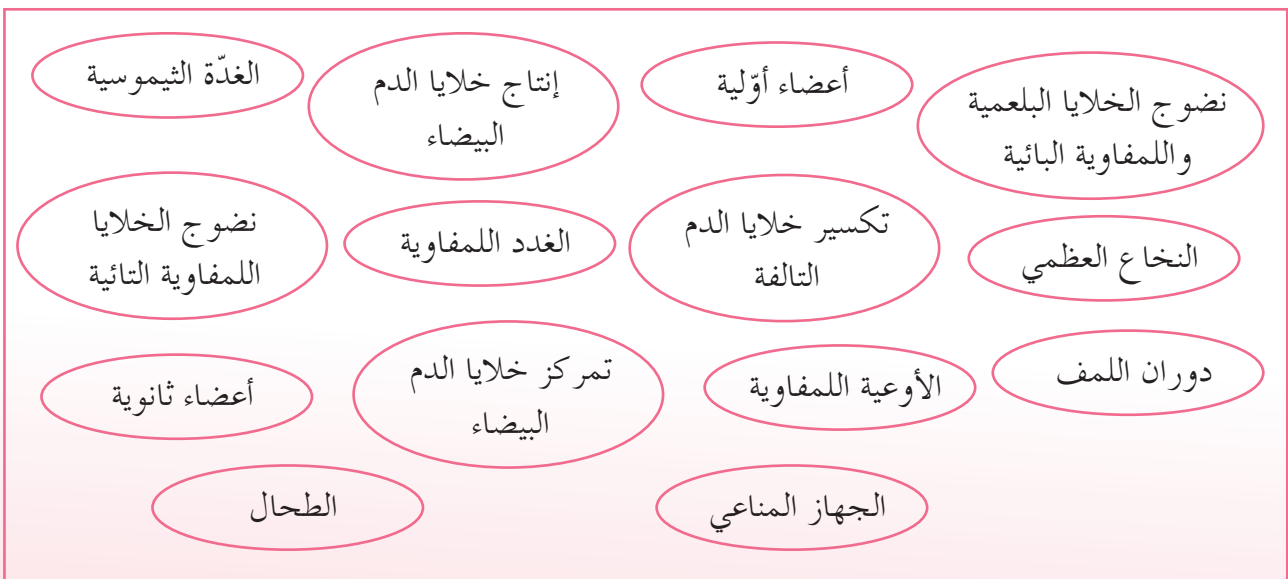 نضوج الخلايا البلعمية
واللمفاوية البائية
أعضاء أوّلية
إنتاج خلايا الدم
البيضاء
الغدّة الثيموسية
النخاع العظمي
تكسير خلايا الدم
التالفة
الغدد اللمفاوية
نضوج الخلايا
اللمفاوية التائية
دوران اللمف
الأوعية اللمفاوية
تمركز خلايا الدم
البيضاء
أعضاء ثانوية
الجهاز المناعي
الطحال